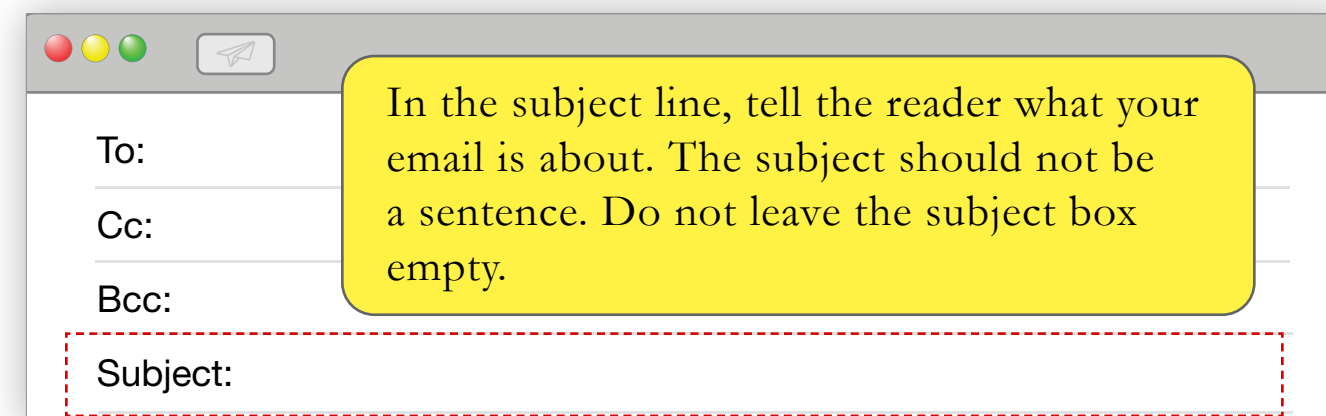 In the subject line, tell the reader what your
email is about. The subject should not be
a sentence. Do not leave the subject box
empty.
To:
Cc:
Bcc:
Subject: